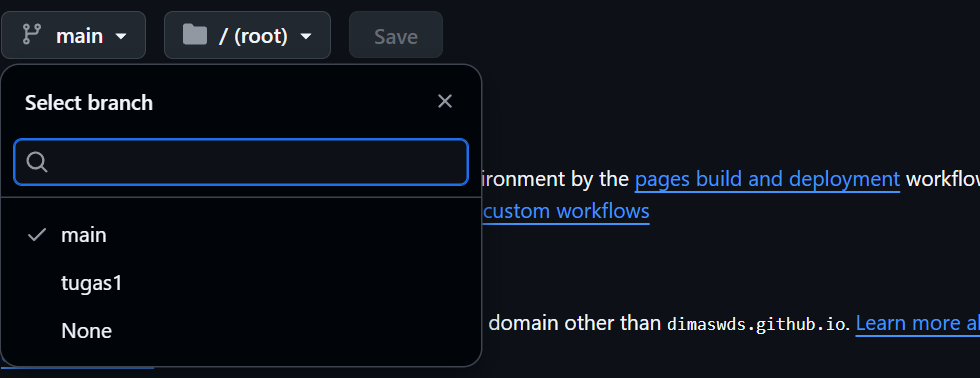 main
/ (root)
Save
Select branch
ironment by the pages build and deployment workflow
custom workflows
main
tugas1
None
domain other than dimaswds.github.io. Learn more a